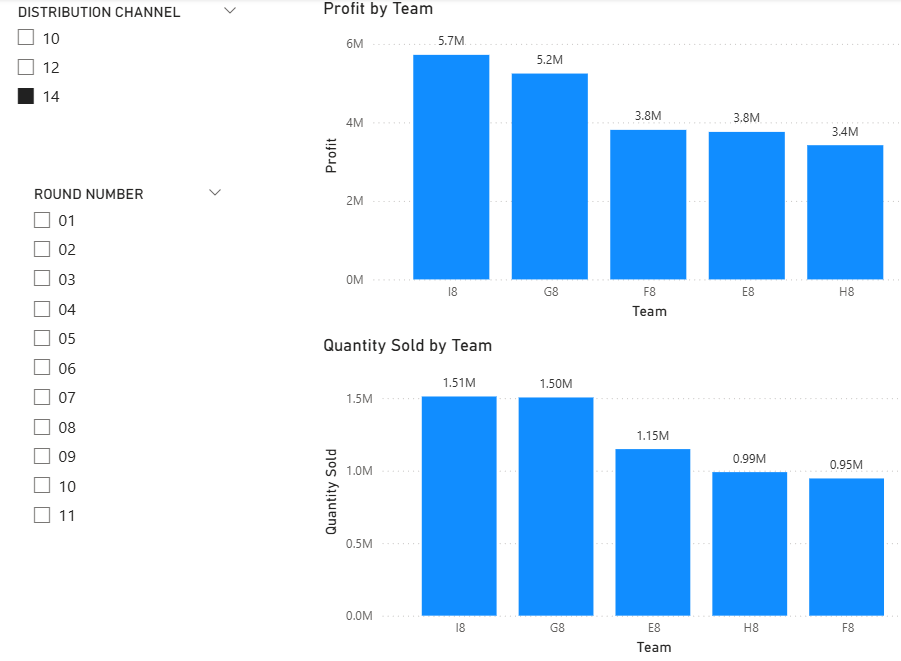 DISTRIBUTION CHANNEL
10
12
14
ROUND NUMBER
01
02
03
04
05
06
07
08
09
10
11
Profit by Team
6M
4M
2M
0M
Profit
5.7M
5.2M
3.8M
3.8M
3.4M
I8
G8
F8
E8
H8
Team
Quantity Sold by Team
1.5M
1.0M
0.5M
0.0M
Quantity Sold
1.51M
1.50M
1.15M
0.99M
0.95M
I8
G8
E8
H8
F8
Team